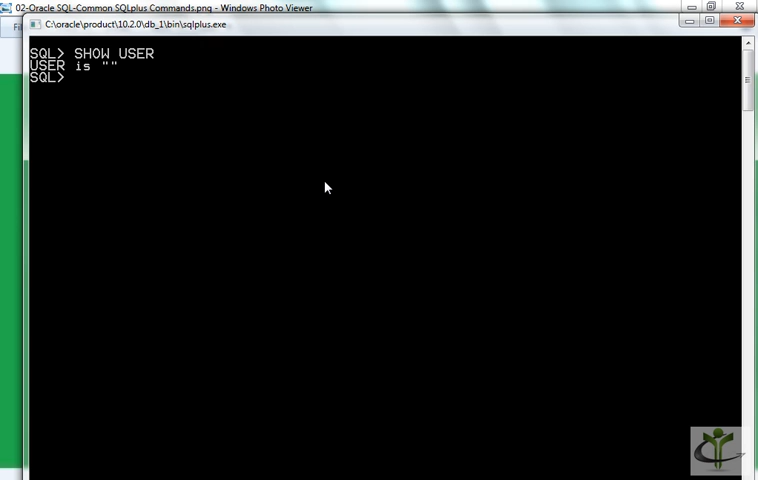 02-Oracle SQL-Common SQLplus Commands.png - Windows Photo Viewer
C:\oracle\product\10.2.0\db_1\bin\sqlplus.exe
SQL> SHOW USER
USER is ""
SQL>